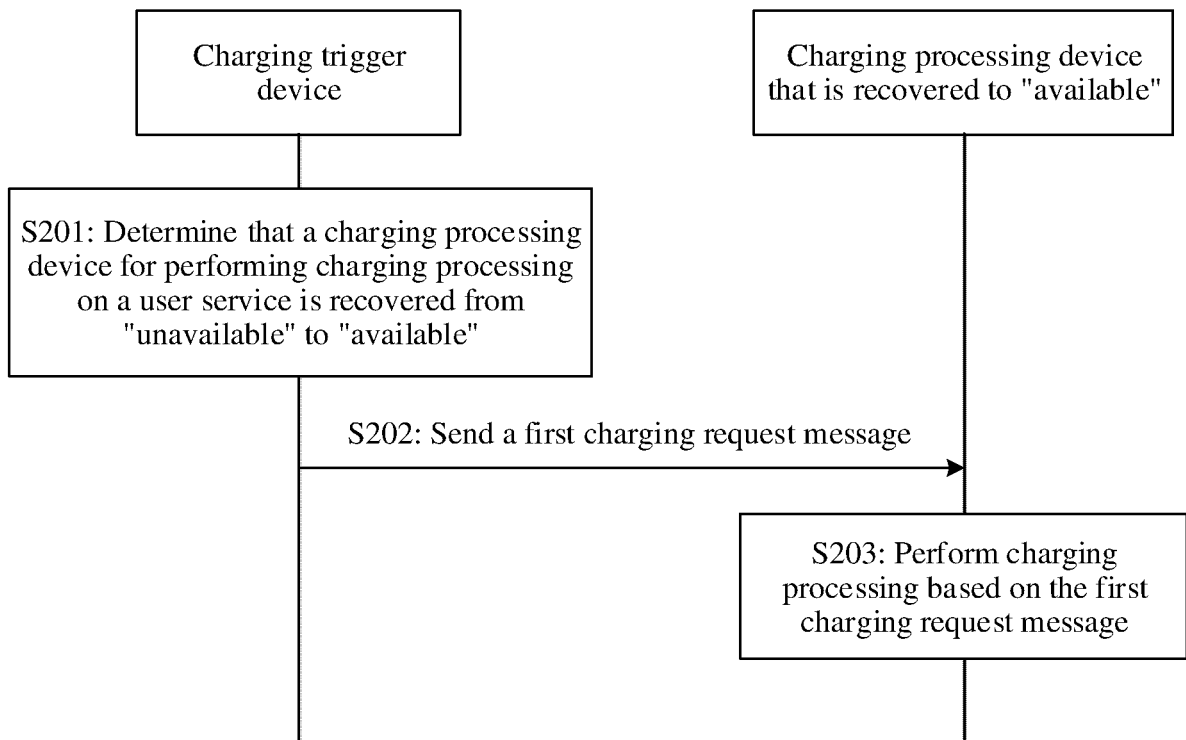 Charging trigger
device
Charging processing device
that is recovered to "available"
S201: Determine that a charging processing
device for performing charging processing
on a user service is recovered from
"unavailable" to "available"
S202: Send a first charging request message
S203: Perform charging
processing based on the first
charging request message